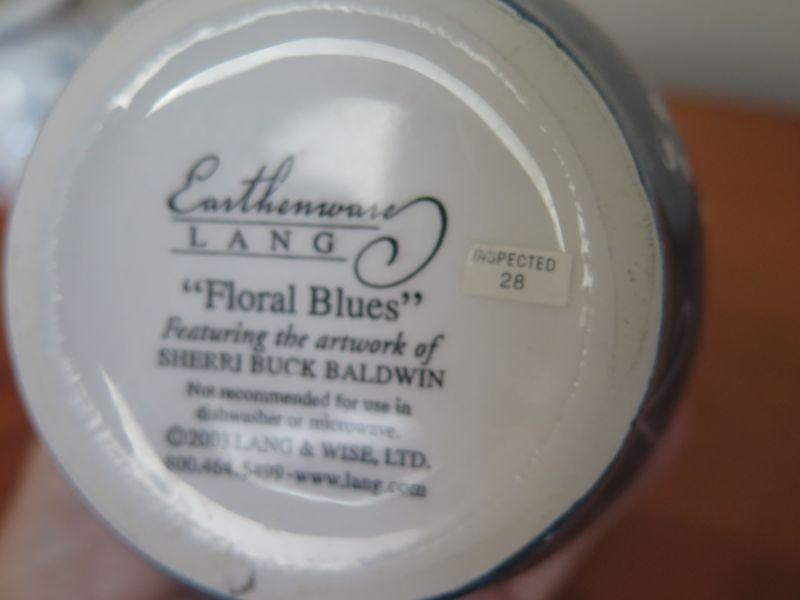 Earthenware
LANG
"Floral Blues"
Featuring the artwork of
SHERRI BUCK BALDWIN
Not recommended for use in
dishwasher or microwave.
©2003 LANG & WISE, LTD.
800.464.5499 - www.lang.com
INSPECTED
28